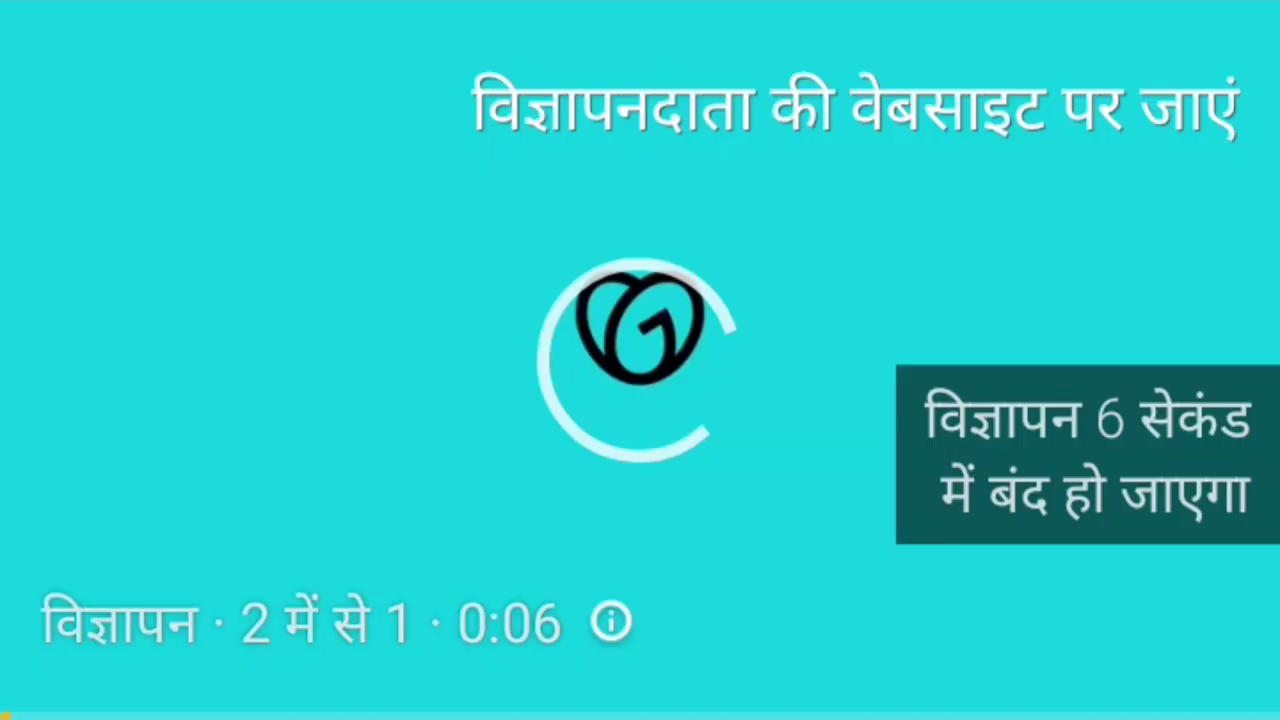 विज्ञापनदाता की वेबसाइट पर जाएं
विज्ञापन 6 सेकंड
में बंद हो जाएगा
विज्ञापन · 2 में से 1 · 0:06